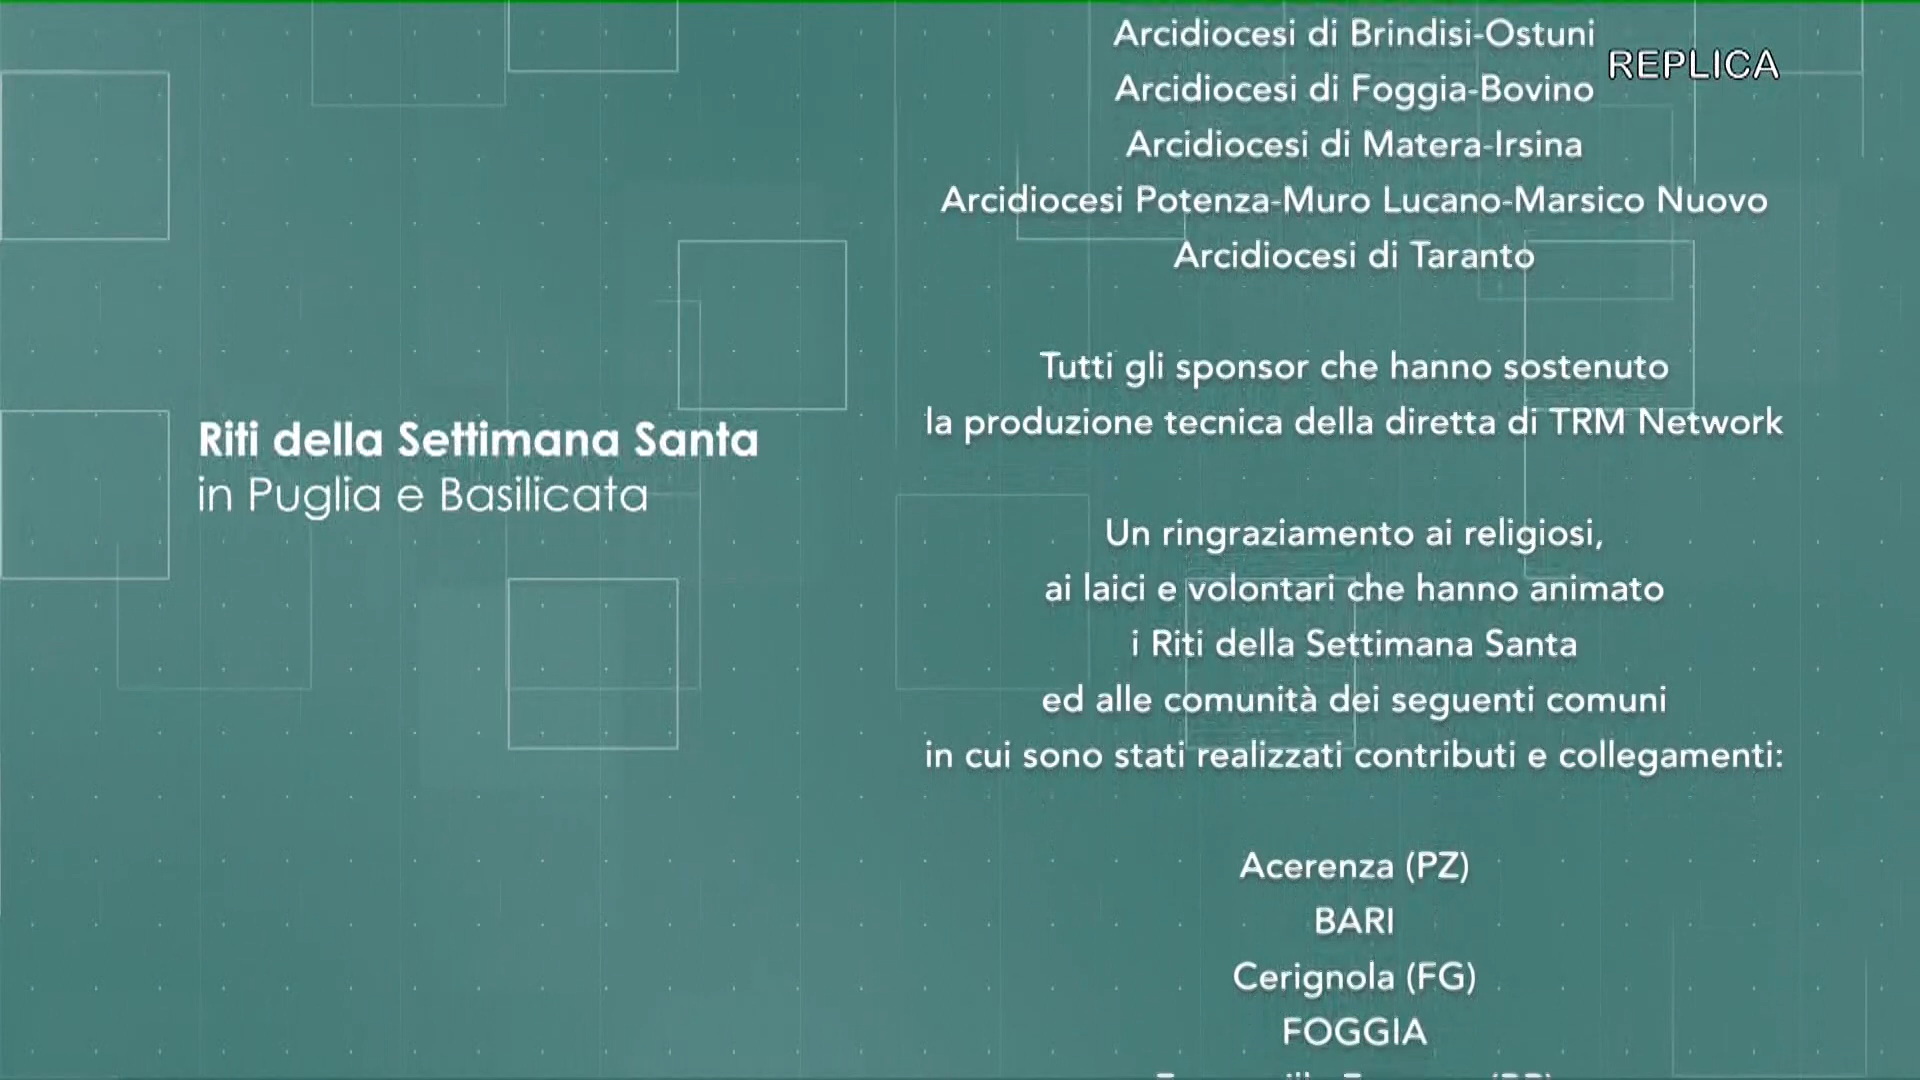 Arcidiocesi di Brindisi-Ostuni
REPLICA
Arcidiocesi di Foggia-Bovino
Arcidiocesi di Matera-Irsina
Arcidiocesi Potenza-Muro Lucano-Marsico Nuovo
Arcidiocesi di Taranto
Tutti gli sponsor che hanno sostenuto
la produzione tecnica della diretta di TRM Network
Riti della Settimana Santa
in Puglia e Basilicata
Un ringraziamento ai religiosi,
ai laici e volontari che hanno animato
i Riti della Settimana Santa
ed alle comunità dei seguenti comuni
in cui sono stati realizzati contributi e collegamenti:
Acerenza (PZ)
BARI
Cerignola (FG)
FOGGIA